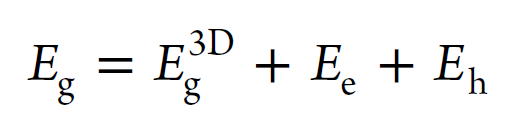 E_g = E_g^{3D} + E_e + E_h